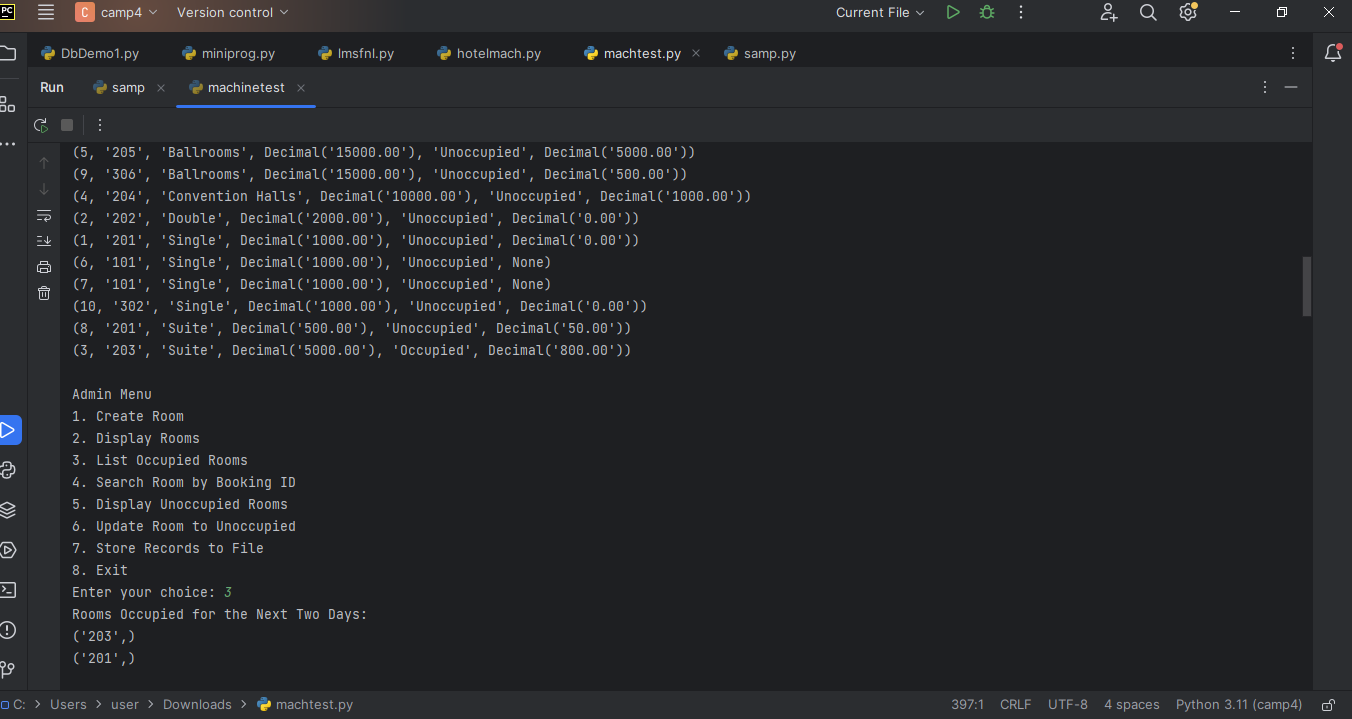 PC
C camp4 Version control Current File
DbDemo1.py miniprog.py lmsfnl.py hotelmach.py machtest.py samp.py
Run samp machinetest
(5, '205', 'Ballrooms', Decimal('15000.00'), 'Unoccupied', Decimal('5000.00'))
(9, '306', 'Ballrooms', Decimal('15000.00'), 'Unoccupied', Decimal('500.00'))
(4, '204', 'Convention Halls', Decimal('10000.00'), 'Unoccupied', Decimal('1000.00'))
(2, '202', 'Double', Decimal('2000.00'), 'Unoccupied', Decimal('0.00'))
(1, '201', 'Single', Decimal('1000.00'), 'Unoccupied', Decimal('0.00'))
(6, '101', 'Single', Decimal('1000.00'), 'Unoccupied', None)
(7, '101', 'Single', Decimal('1000.00'), 'Unoccupied', None)
(10, '302', 'Single', Decimal('1000.00'), 'Unoccupied', Decimal('0.00'))
(8, '201', 'Suite', Decimal('500.00'), 'Unoccupied', Decimal('50.00'))
(3, '203', 'Suite', Decimal('5000.00'), 'Occupied', Decimal('800.00'))
Admin Menu
1. Create Room
2. Display Rooms
3. List Occupied Rooms
4. Search Room by Booking ID
5. Display Unoccupied Rooms
6. Update Room to Unoccupied
7. Store Records to File
8. Exit
Enter your choice: 3
Rooms Occupied for the Next Two Days:
('203',)
('201',)
C: > Users > user > Downloads > machtest.py 397:1 CRLF UTF-8 4 spaces Python 3.11 (camp4)